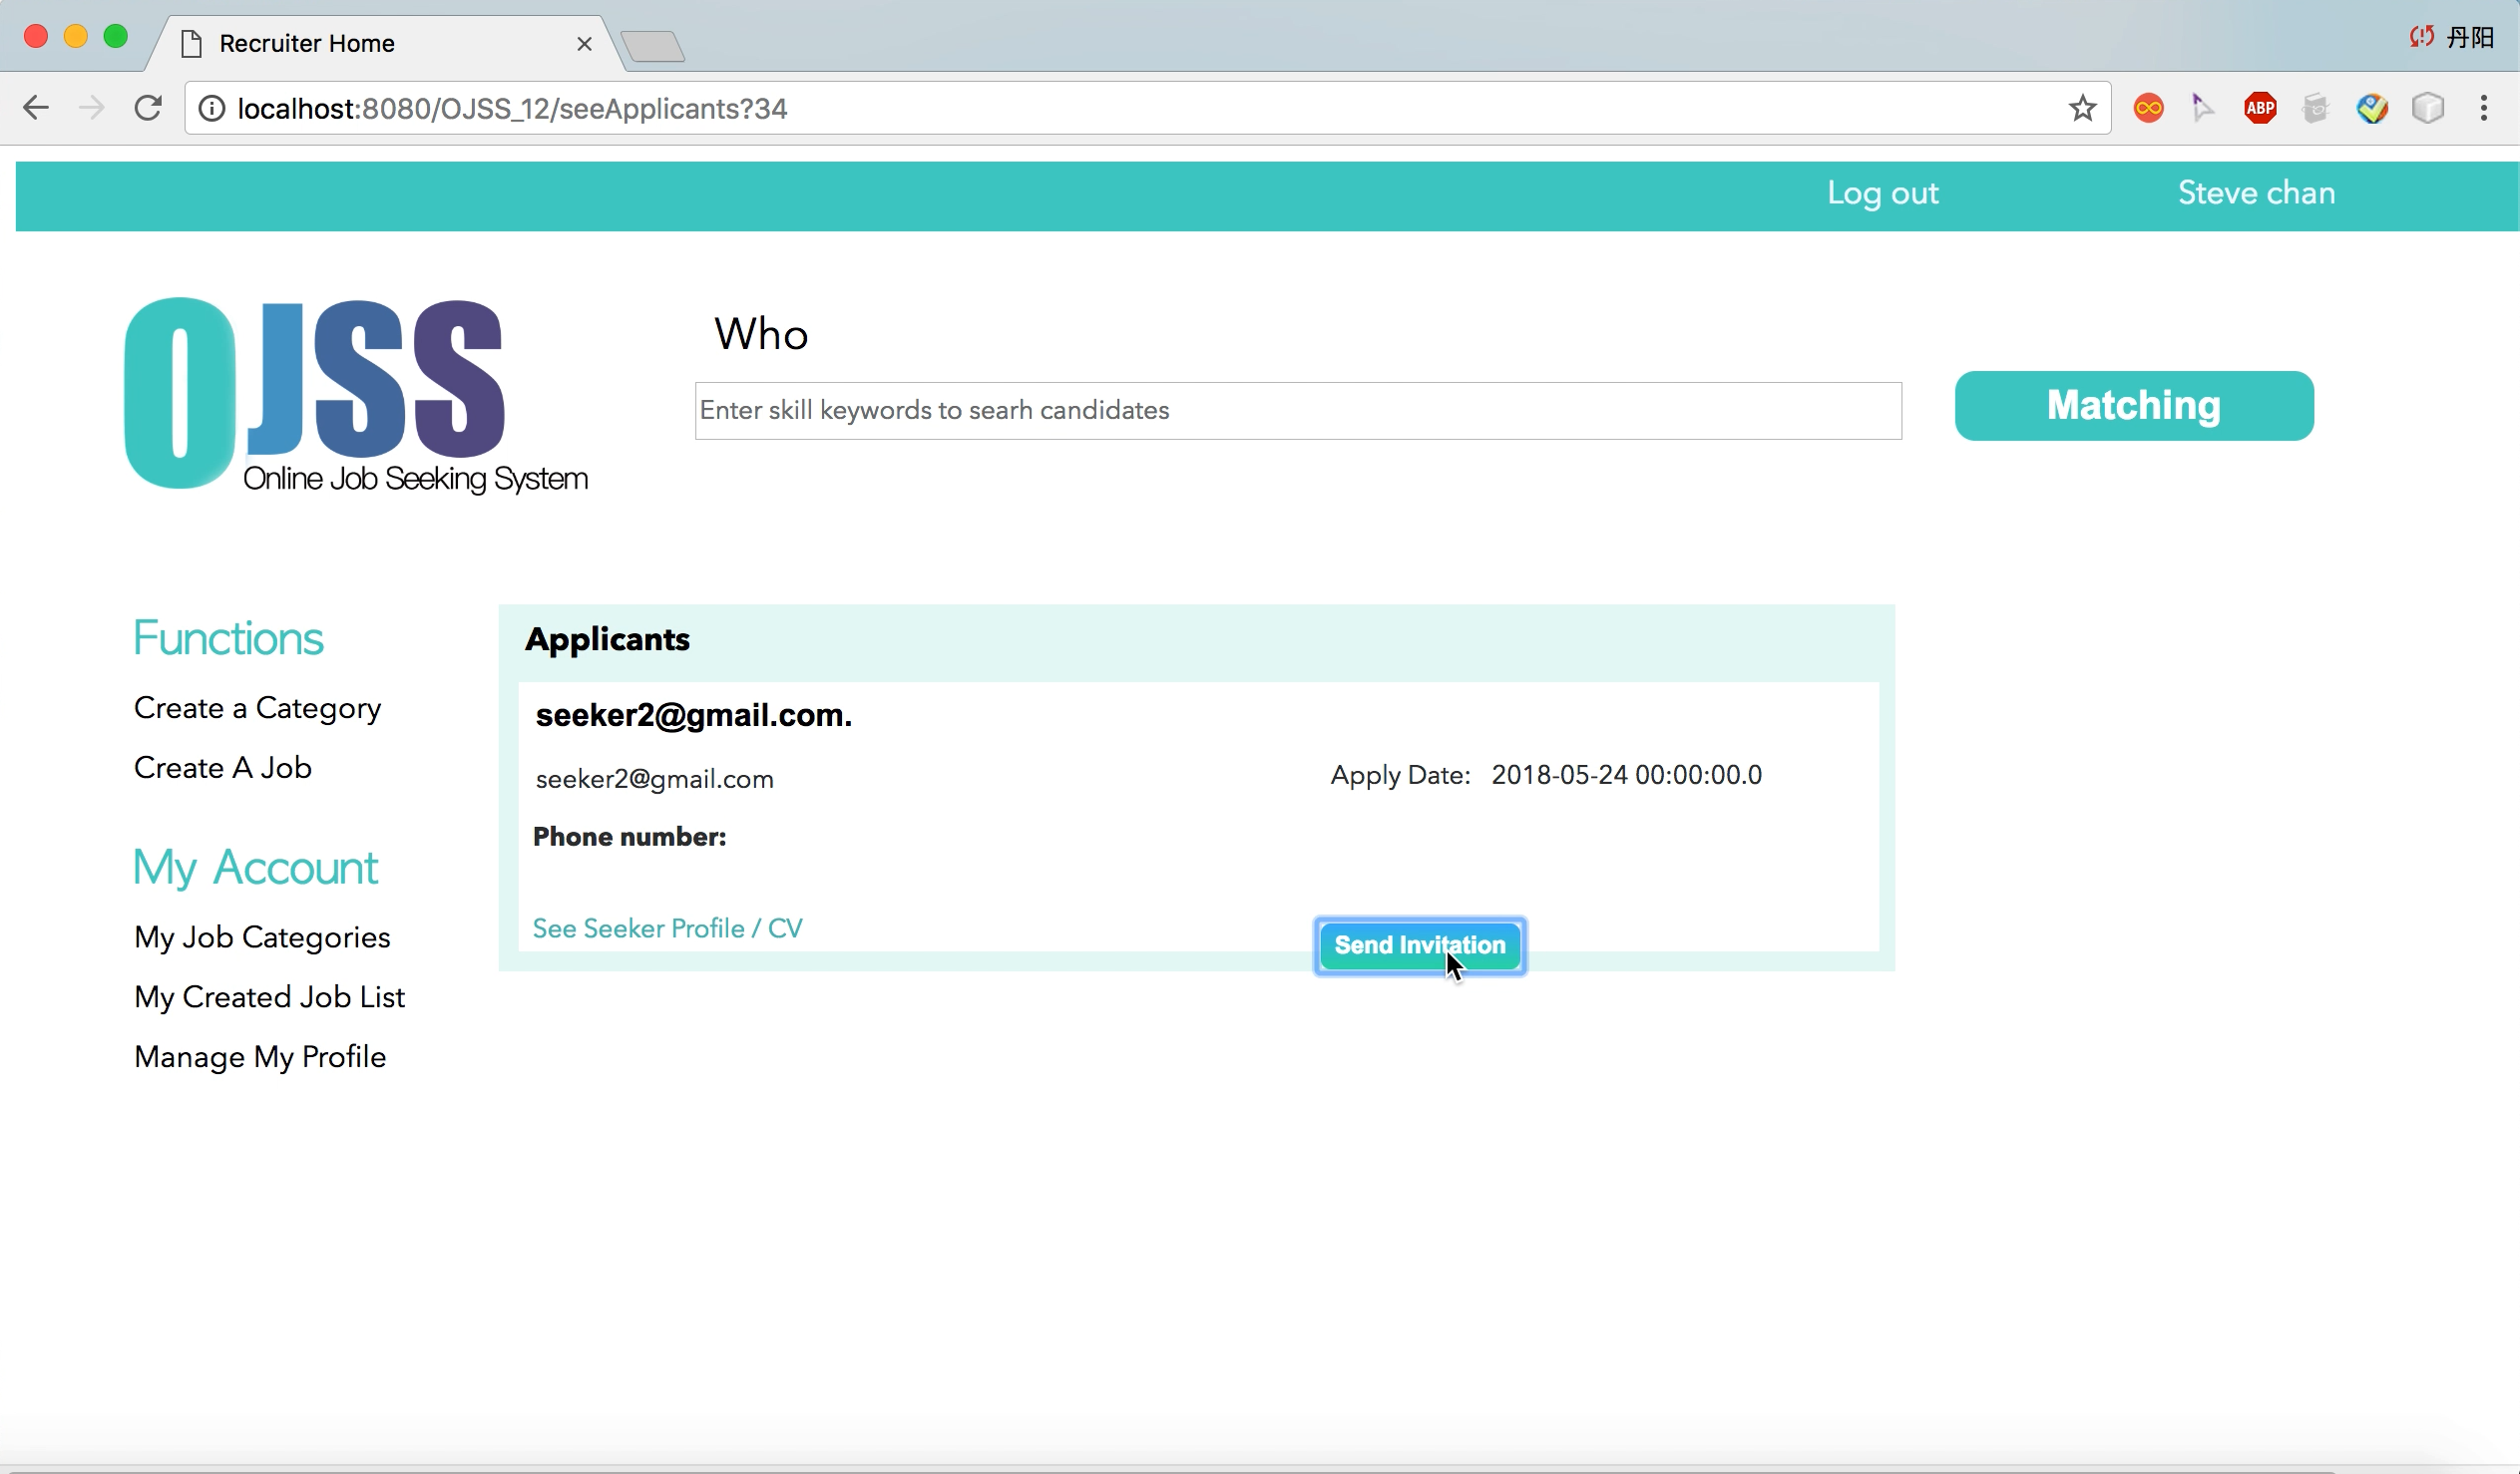 Recruiter Home
丹阳
localhost:8080/OJSS_12/seeApplicants?34
ABP
Log out Steve chan
OJSS
Online Job Seeking System
Who
Enter skill keywords to searh candidates
Matching
Functions
Create a Category
Create A Job
My Account
My Job Categories
My Created Job List
Manage My Profile
Applicants
seeker2@gmail.com.
seeker2@gmail.com
Apply Date: 2018-05-24 00:00:00.0
Phone number:
See Seeker Profile / CV
Send Invitation